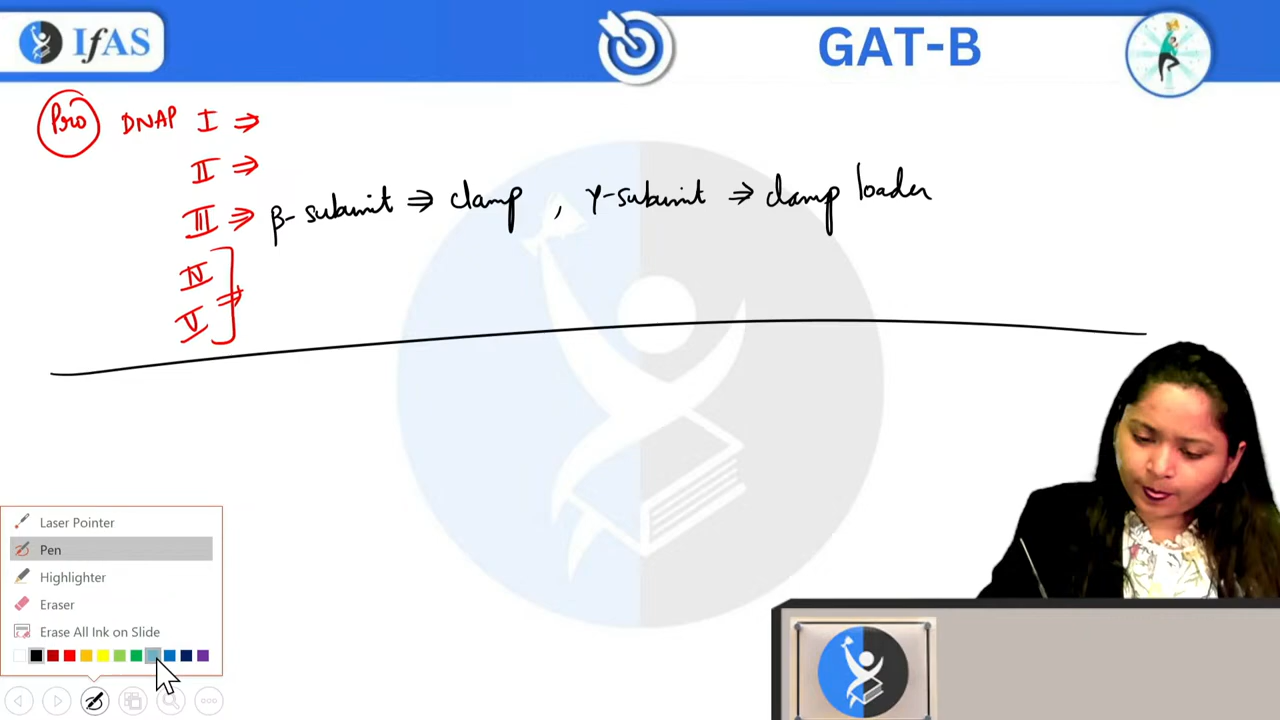 IfAS
GAT-B
Pro DNAP I ⇒
II ⇒
III ⇒ β-subunit ⇒ clamp, γ-subunit ⇒ clamp loader
IV
V ⇒
Laser Pointer
Pen
Highlighter
Eraser
Erase All Ink on Slide